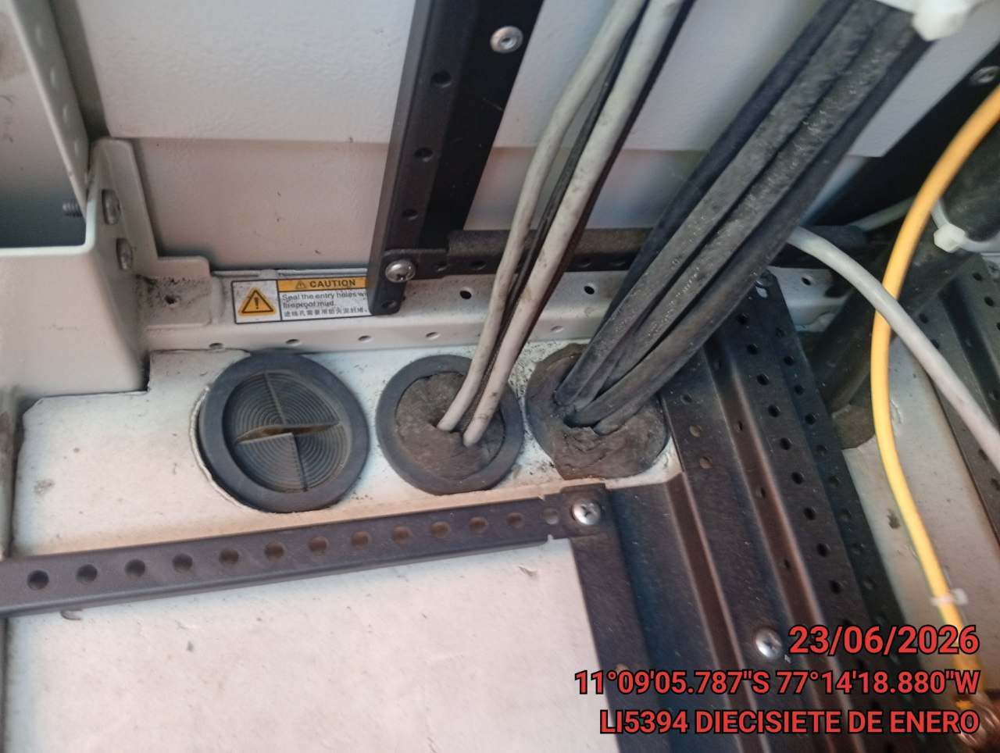 CAUTION
Seal the entry holes
fireproof mud.
23/06/2026
11°09'05.787"S 77°14'18.880"W
LI5394 DIECISIETE DE ENERO